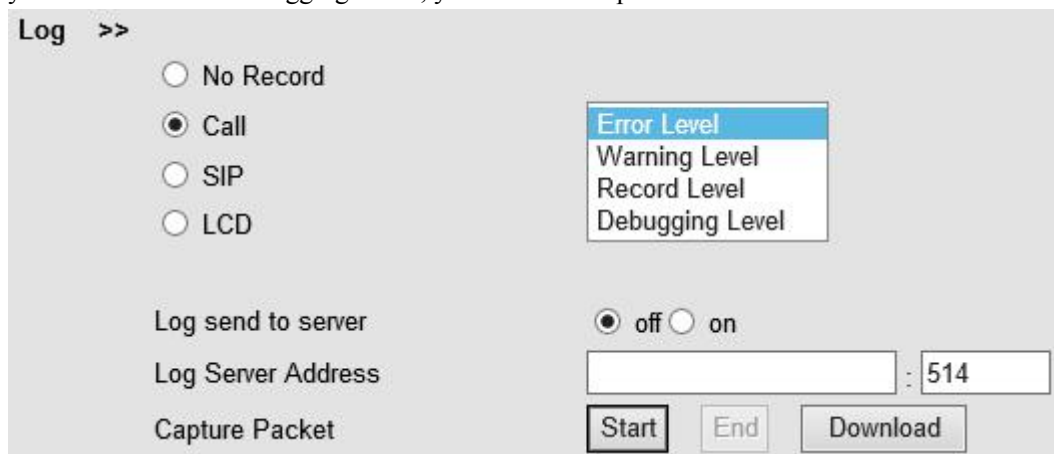 Log >>
No Record
Call
SIP
LCD
Error Level
Warning Level
Record Level
Debugging Level
Log send to server off on
Log Server Address : 514
Capture Packet Start End Download